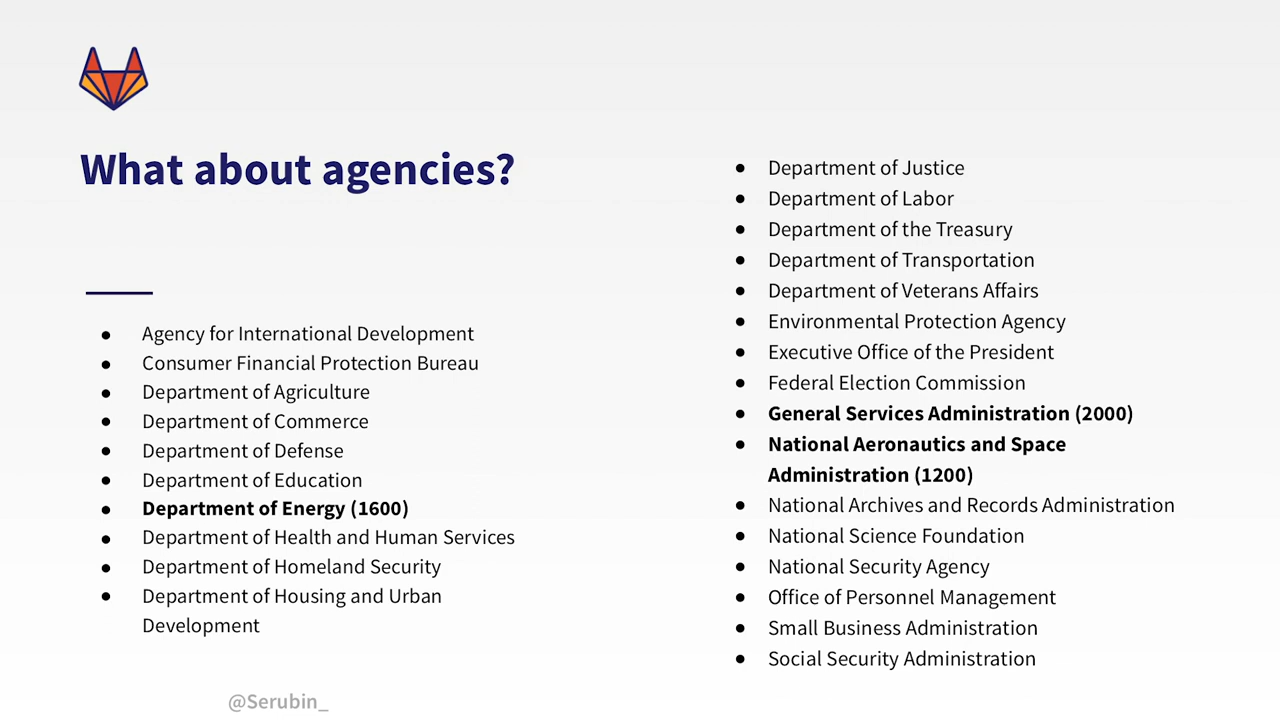 What about agencies?
● Agency for International Development
● Consumer Financial Protection Bureau
● Department of Agriculture
● Department of Commerce
● Department of Defense
● Department of Education
● Department of Energy (1600)
● Department of Health and Human Services
● Department of Homeland Security
● Department of Housing and Urban
Development
● Department of Justice
● Department of Labor
● Department of the Treasury
● Department of Transportation
● Department of Veterans Affairs
● Environmental Protection Agency
● Executive Office of the President
● Federal Election Commission
● General Services Administration (2000)
● National Aeronautics and Space
Administration (1200)
● National Archives and Records Administration
● National Science Foundation
● National Security Agency
● Office of Personnel Management
● Small Business Administration
● Social Security Administration
@Serubin_